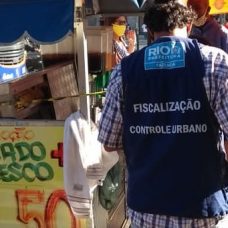 RIO
PREFEITURA
FISCALIZAÇÃO
CONTROLE URBANO
ADO
ESCO
50